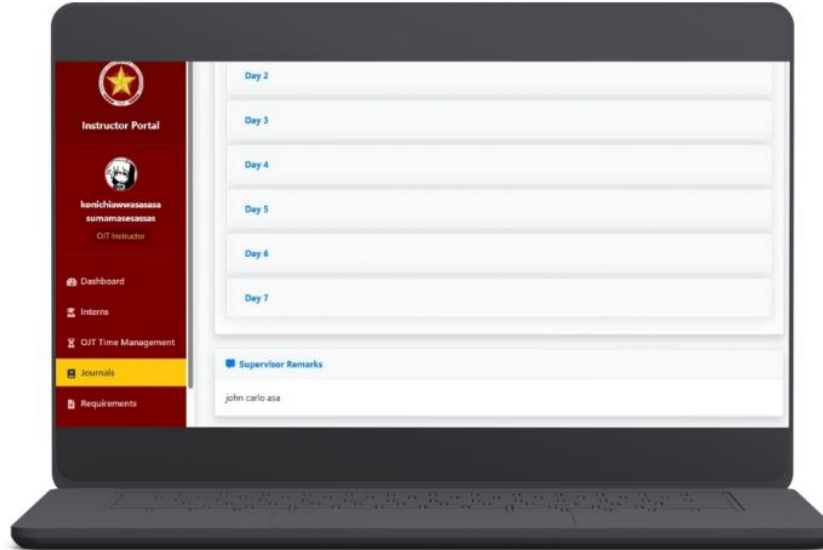 Instructor Portal
konichiawwasasasa
sumamasesassas
OJT Instructor
Dashboard
Interns
OJT Time Management
Journals
Requirements
Day 2
Day 3
Day 4
Day 5
Day 6
Day 7
Supervisor Remarks
john carlo asa